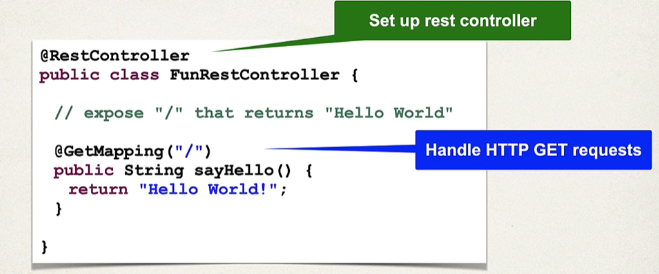 Set up rest controller
@RestController
public class FunRestController {
// expose "/" that returns "Hello World"
@GetMapping("/")
Handle HTTP GET requests
public String sayHello() {
return "Hello World!";
}
}